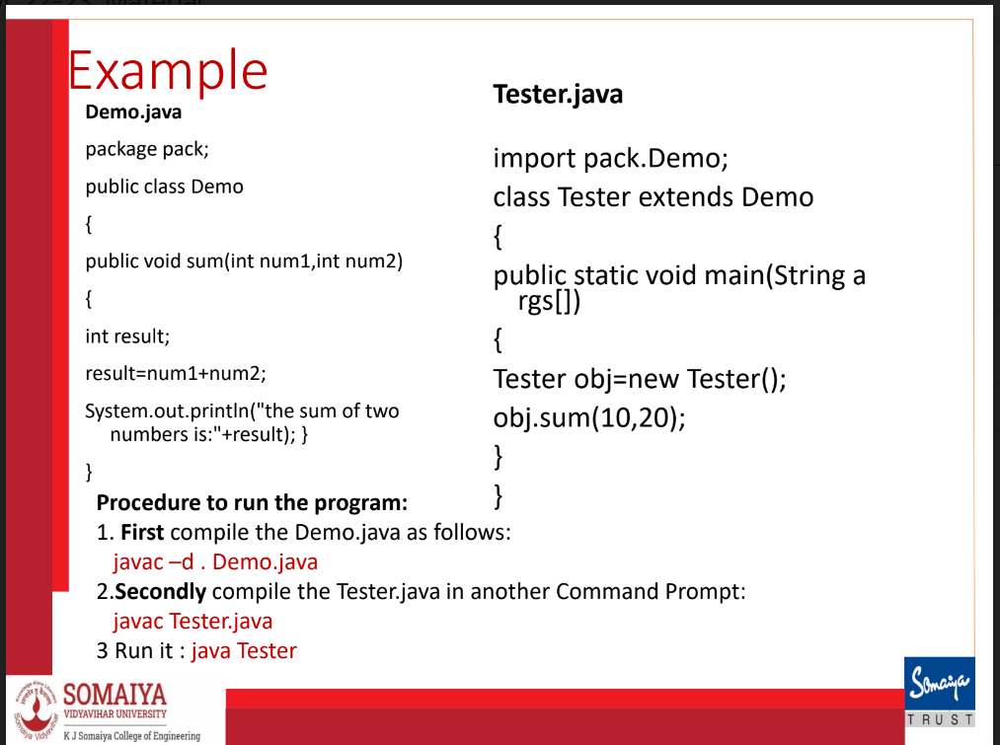 Example
Demo.java
package pack;
public class Demo
{
public void sum(int num1,int num2)
{
int result;
result=num1+num2;
System.out.println("the sum of two
numbers is:"+result); }
}
Tester.java
import pack.Demo;
class Tester extends Demo
{
public static void main(String a
rgs[])
{
Tester obj=new Tester();
obj.sum(10,20);
}
}
Procedure to run the program:
1. First compile the Demo.java as follows:
javac –d . Demo.java
2.Secondly compile the Tester.java in another Command Prompt:
javac Tester.java
3 Run it : java Tester
SOMAIYA
VIDYAVIHAR UNIVERSITY
K J Somaiya College of Engineering
Somaiya
TRUST